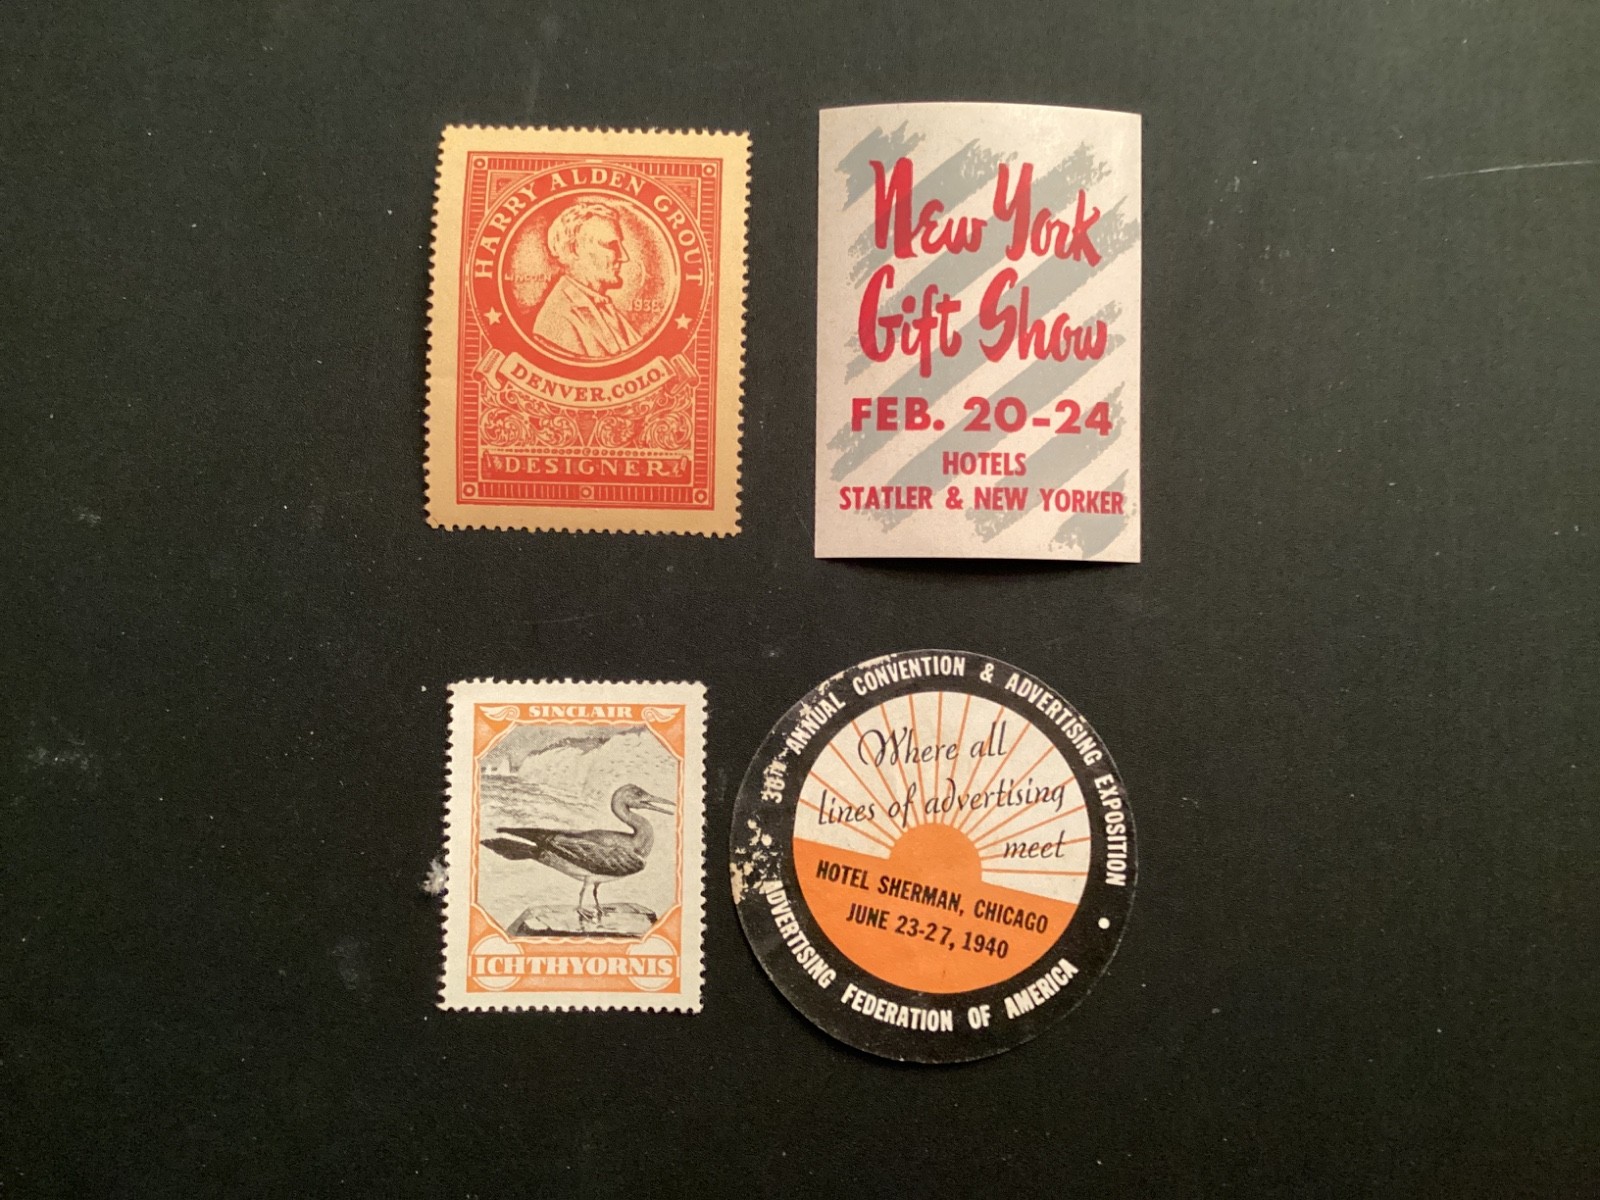 HARRY ALDEN GROUT
LINCOLN
DENVER, COLO.
DESIGNER
New York
Gift Show
FEB. 20-24
HOTELS
STATLER & NEW YORKER
SINCLAIR
ICHTHYORNIS
36TH ANNUAL CONVENTION & ADVERTISING EXPOSITION
Where all
lines of advertising
meet
HOTEL SHERMAN, CHICAGO
JUNE 23-27, 1940
ADVERTISING FEDERATION OF AMERICA